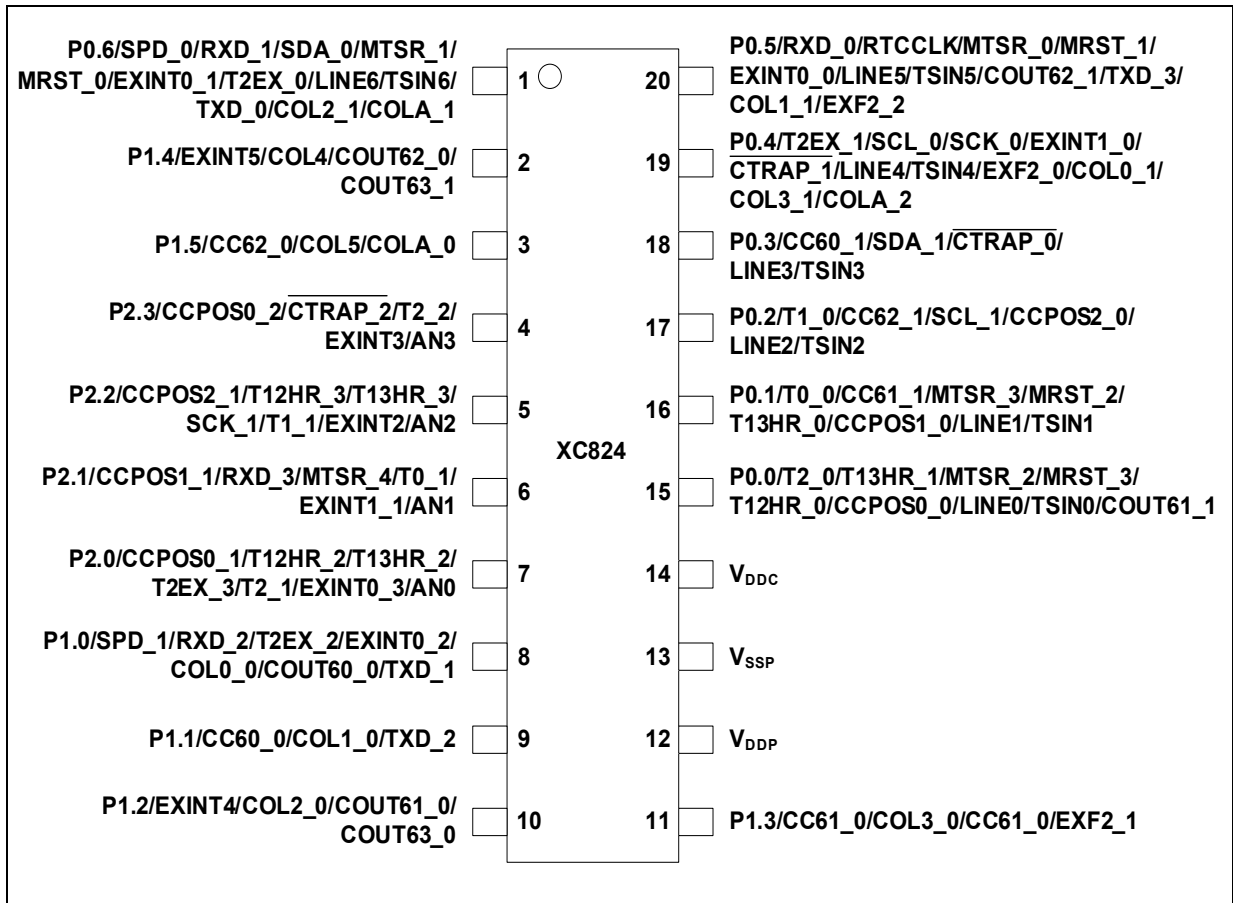 P0.6/SPD_0/RXD_1/SDA_0/MTSR_1/
MRST_0/EXINT0_1/T2EX_0/LINE6/TSIN6/
TXD_0/COL2_1/COLA_1
1
P1.4/EXINT5/COL4/COUT62_0/
COUT63_1
2
P1.5/CC62_0/COL5/COLA_0
3
P2.3/CCPOS0_2/CTRAP_2/T2_2/
EXINT3/AN3
4
P2.2/CCPOS2_1/T12HR_3/T13HR_3/
SCK_1/T1_1/EXINT2/AN2
5
P2.1/CCPOS1_1/RXD_3/MTSR_4/T0_1/
EXINT1_1/AN1
6
P2.0/CCPOS0_1/T12HR_2/T13HR_2/
T2EX_3/T2_1/EXINT0_3/AN0
7
P1.0/SPD_1/RXD_2/T2EX_2/EXINT0_2/
COL0_0/COUT60_0/TXD_1
8
P1.1/CC60_0/COL1_0/TXD_2
9
P1.2/EXINT4/COL2_0/COUT61_0/
COUT63_0
10
XC824
20
P0.5/RXD_0/RTCCLK/MTSR_0/MRST_1/
EXINT0_0/LINE5/TSIN5/COUT62_1/TXD_3/
COL1_1/EXF2_2
19
P0.4/T2EX_1/SCL_0/SCK_0/EXINT1_0/
CTRAP_1/LINE4/TSIN4/EXF2_0/COL0_1/
COL3_1/COLA_2
18
P0.3/CC60_1/SDA_1/CTRAP_0/
LINE3/TSIN3
17
P0.2/T1_0/CC62_1/SCL_1/CCPOS2_0/
LINE2/TSIN2
16
P0.1/T0_0/CC61_1/MTSR_3/MRST_2/
T13HR_0/CCPOS1_0/LINE1/TSIN1
15
P0.0/T2_0/T13HR_1/MTSR_2/MRST_3/
T12HR_0/CCPOS0_0/LINE0/TSIN0/COUT61_1
14
VDDC
13
VSSP
12
VDDP
11
P1.3/CC61_0/COL3_0/CC61_0/EXF2_1